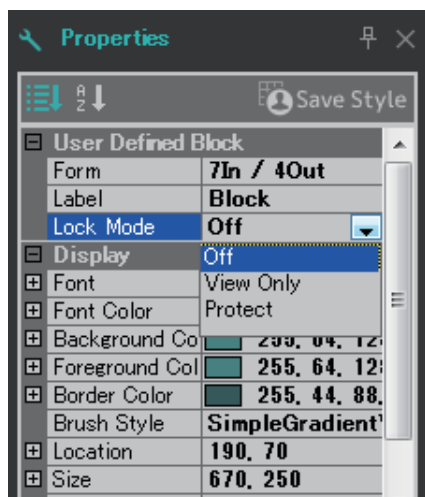 Properties
Save Style
User Defined Block
Form 7In / 4Out
Label Block
Lock Mode Off
Display Off
Font View Only
Font Color Protect
Background Co
Foreground Col 255, 64, 12
Border Color 255, 44, 88,
Brush Style SimpleGradient
Location 190, 70
Size 670, 250